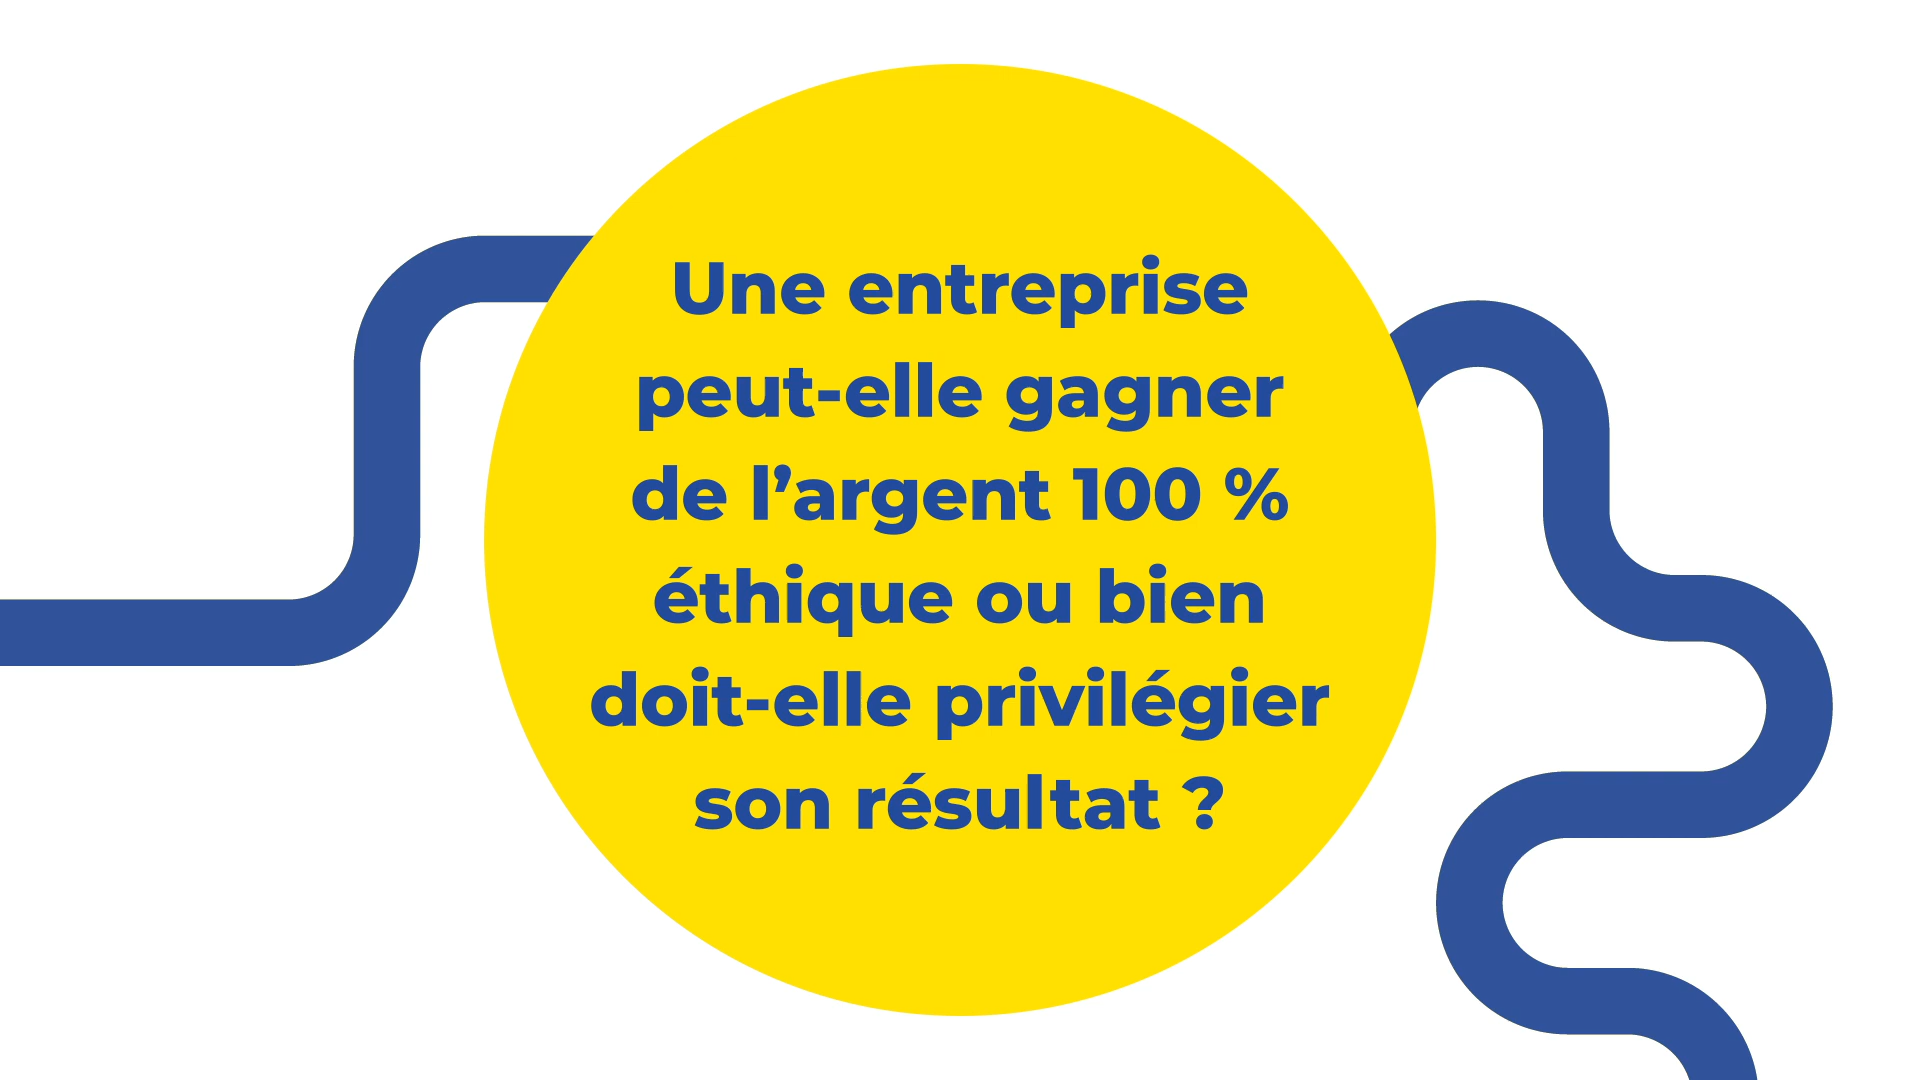 Une entreprise
peut-elle gagner
de l’argent 100 %
éthique ou bien
doit-elle privilégier
son résultat ?